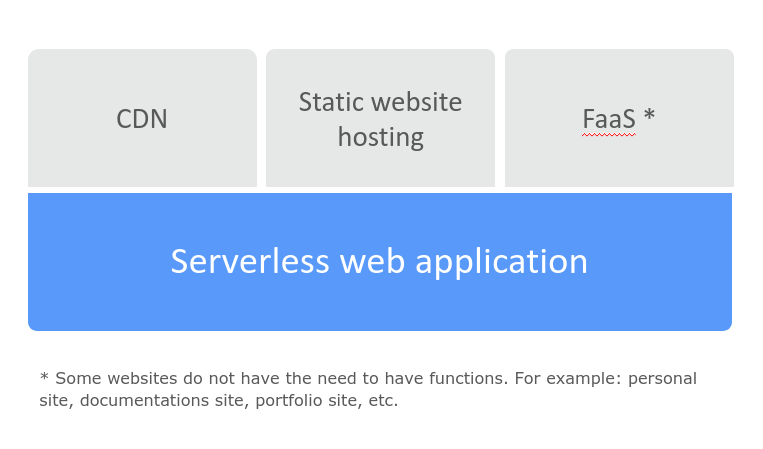 CDN
Static website
hosting
FaaS *
Serverless web application
* Some websites do not have the need to have functions. For example: personal
site, documentations site, portfolio site, etc.